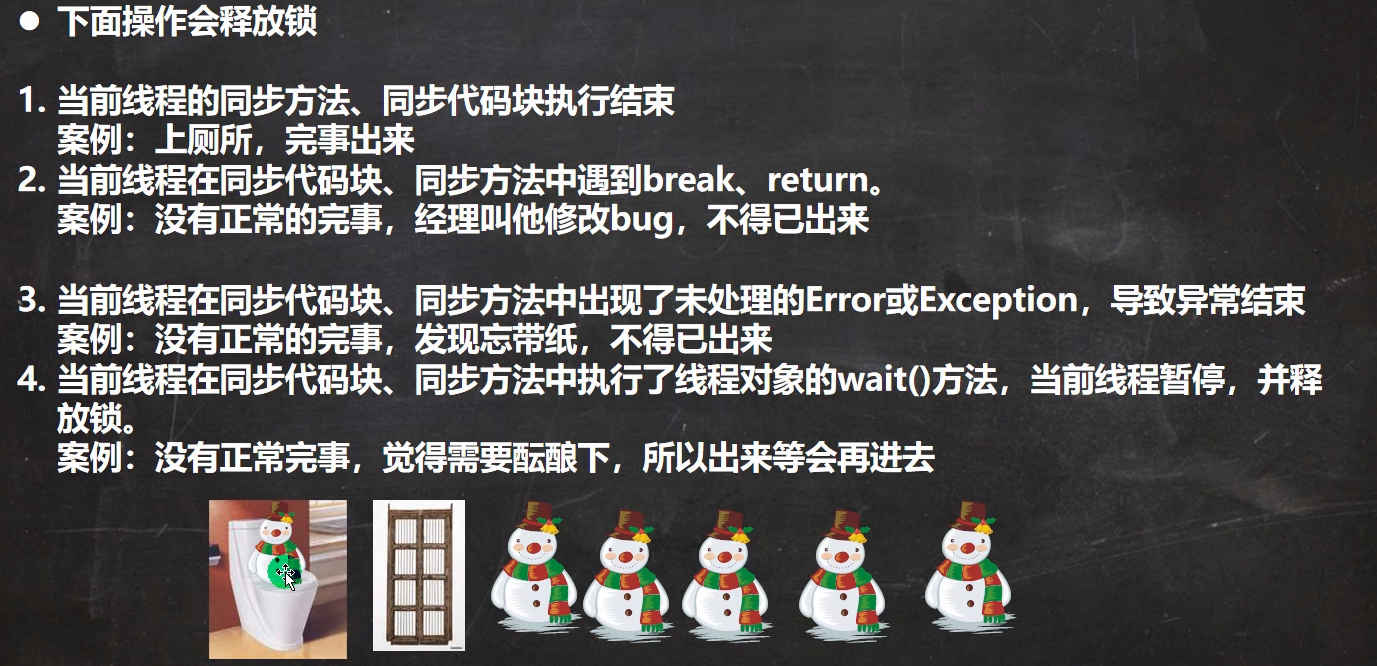 ● 下面操作会释放锁
1. 当前线程的同步方法、同步代码块执行结束
案例：上厕所，完事出来
2. 当前线程在同步代码块、同步方法中遇到break、return。
案例：没有正常的完事，经理叫他修改bug，不得已出来
3. 当前线程在同步代码块、同步方法中出现了未处理的Error或Exception，导致异常结束
案例：没有正常的完事，发现忘带纸，不得已出来
4. 当前线程在同步代码块、同步方法中执行了线程对象的wait()方法，当前线程暂停，并释
放锁。
案例：没有正常完事，觉得需要酝酿下，所以出来等会再进去